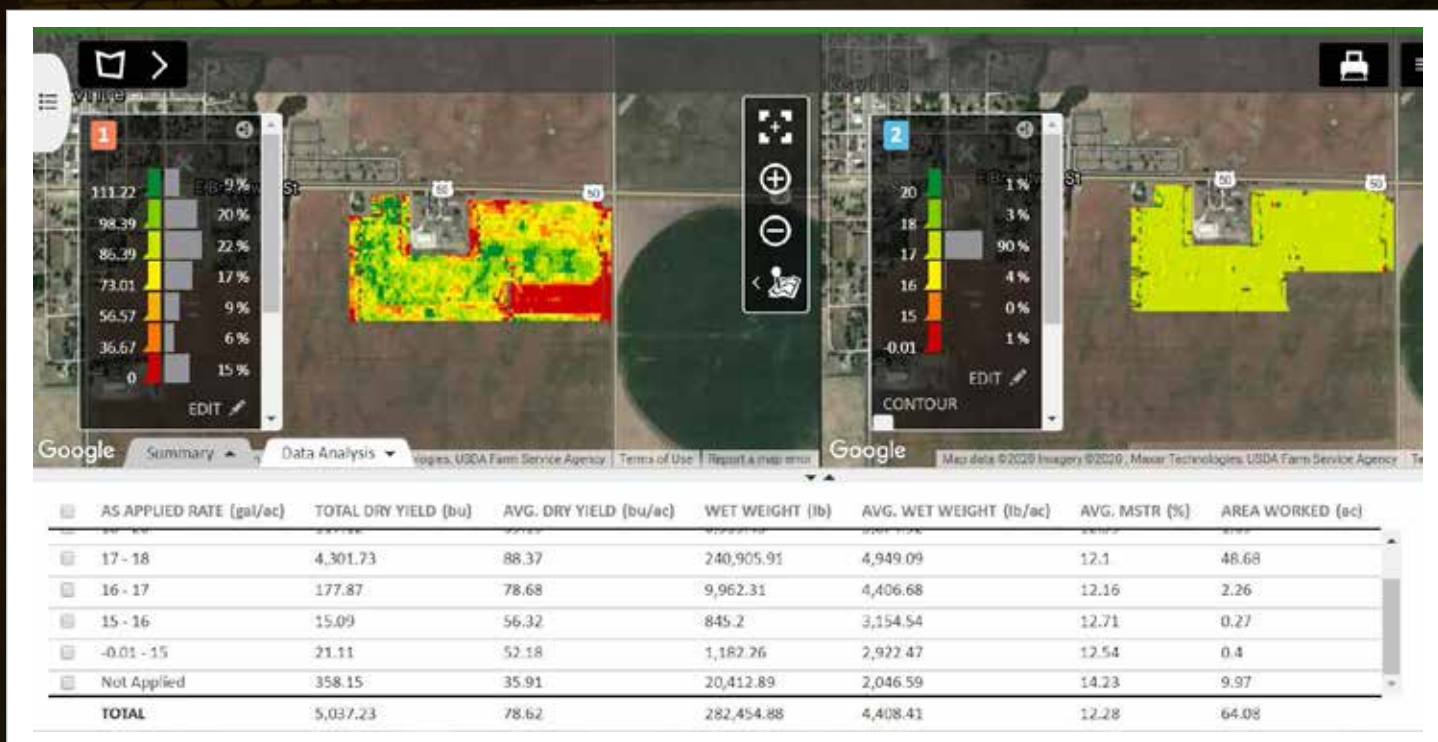 1
9%
111.22
20 %
98.39
22 %
86.39
17 %
73.01
9 %
56.57
6 %
36.67
15 %
0
EDIT
50
50
2
1 %
20
3 %
18
90 %
17
4 %
16
0 %
15
1 %
-0.01
EDIT
CONTOUR
St
50
50
Google
Summary
Data Analysis
USDA Farm Service Agency
Terms of Use
Report a map error
Google
Map data ©2020 Imagery ©2020 , Maxar Technologies, USDA Farm Service Agency
AS APPLIED RATE (gal/ac) TOTAL DRY YIELD (bu) AVG. DRY YIELD (bu/ac) WET WEIGHT (lb) AVG. WET WEIGHT (lb/ac) AVG. MSTR (%) AREA WORKED (ac)
17 - 18 4,301.73 88.37 240,905.91 4,949.09 12.1 48.68
16 - 17 177.87 78.68 9,962.31 4,406.68 12.16 2.26
15 - 16 15.09 56.32 845.2 3,154.54 12.71 0.27
-0.01 - 15 21.11 52.18 1,182.26 2,922.47 12.54 0.4
Not Applied 358.15 35.91 20,412.89 2,046.59 14.23 9.97
TOTAL 5,037.23 78.62 282,454.88 4,408.41 12.28 64.08